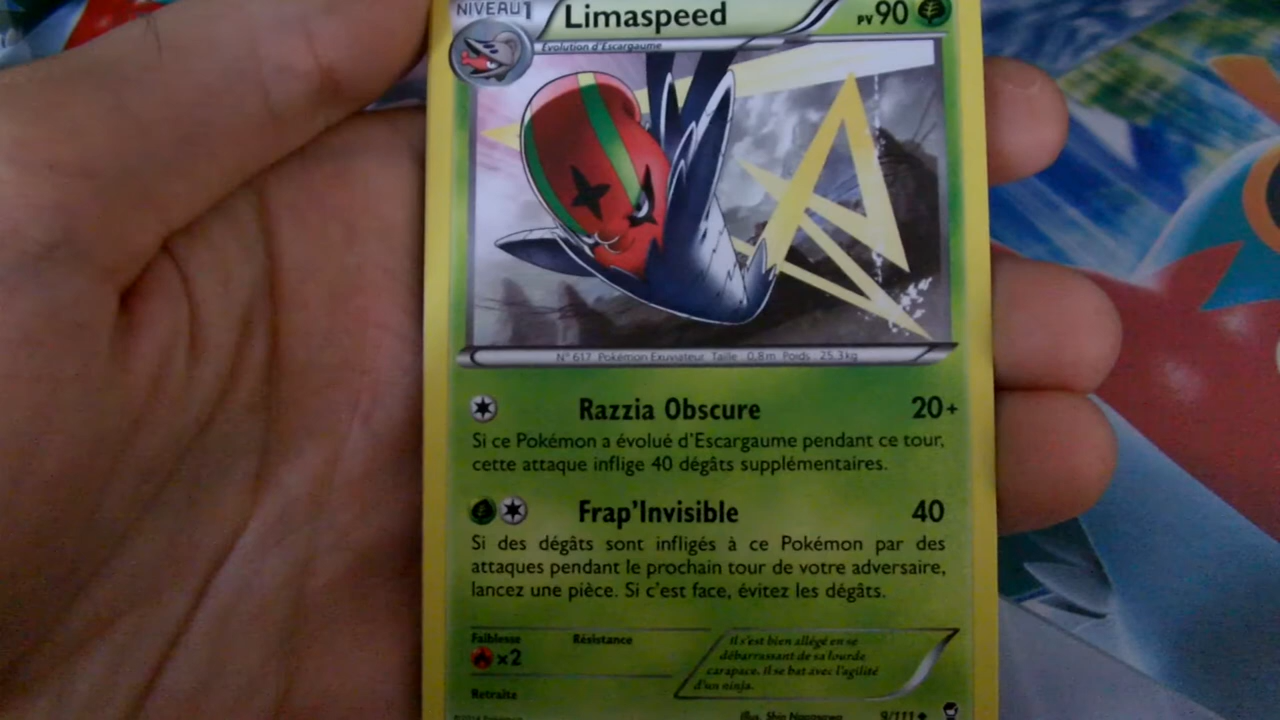 NIVEAU 1 Limaspeed PV 90
Évolution d'Escargaume
N° 617 Pokémon Exuviateur Taille : 0,8 m Poids : 25,3 kg
Razzia Obscure 20+
Si ce Pokémon a évolué d'Escargaume pendant ce tour,
cette attaque inflige 40 dégâts supplémentaires.
Frap'Invisible 40
Si des dégâts sont infligés à ce Pokémon par des
attaques pendant le prochain tour de votre adversaire,
lancez une pièce. Si c'est face, évitez les dégâts.
Faiblesse Résistance
×2
Retraite
Il s'est bien allégé en se
débarrassant de sa lourde
carapace. Il se bat avec l'agilité
d'un ninja.
Illus. Shin Nagasawa 9/111